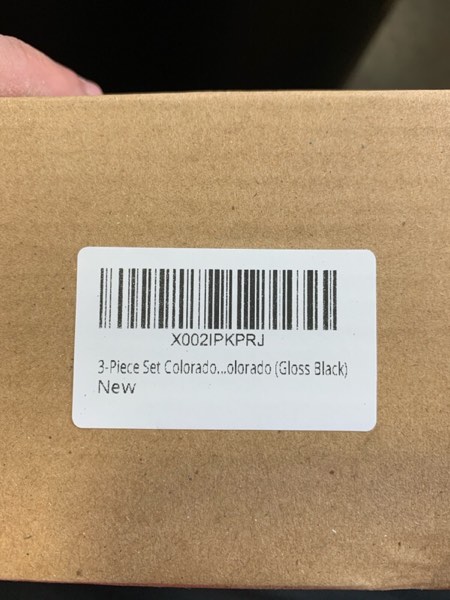 X002IPKPRJ
3-Piece Set Colorado...olorado (Gloss Black)
New